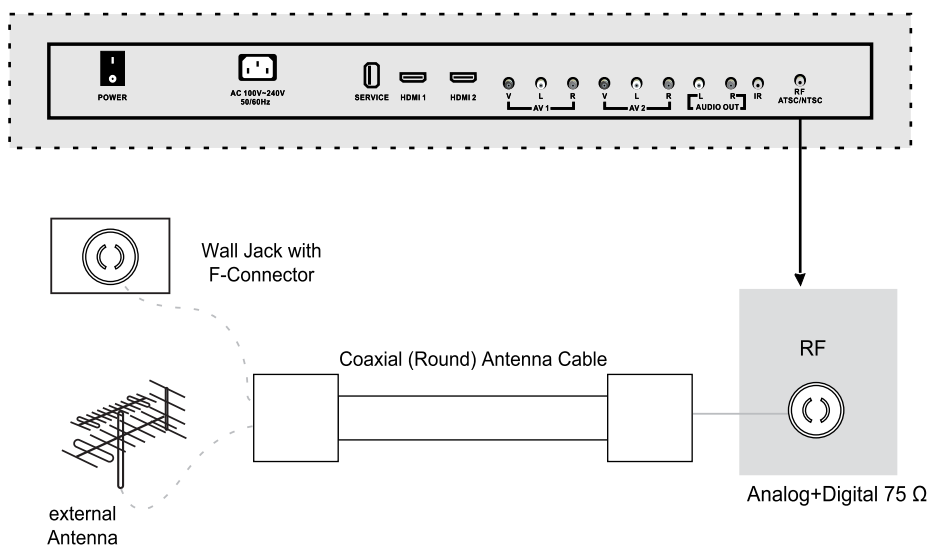 POWER
AC 100V~240V
50/60Hz
SERVICE
HDMI 1
HDMI 2
V
L
R
AV 1
V
L
R
AV 2
L
R
AUDIO OUT
IR
RF
ATSC/NTSC
Wall Jack with
F-Connector
Coaxial (Round) Antenna Cable
RF
Analog+Digital 75 Ω
external
Antenna